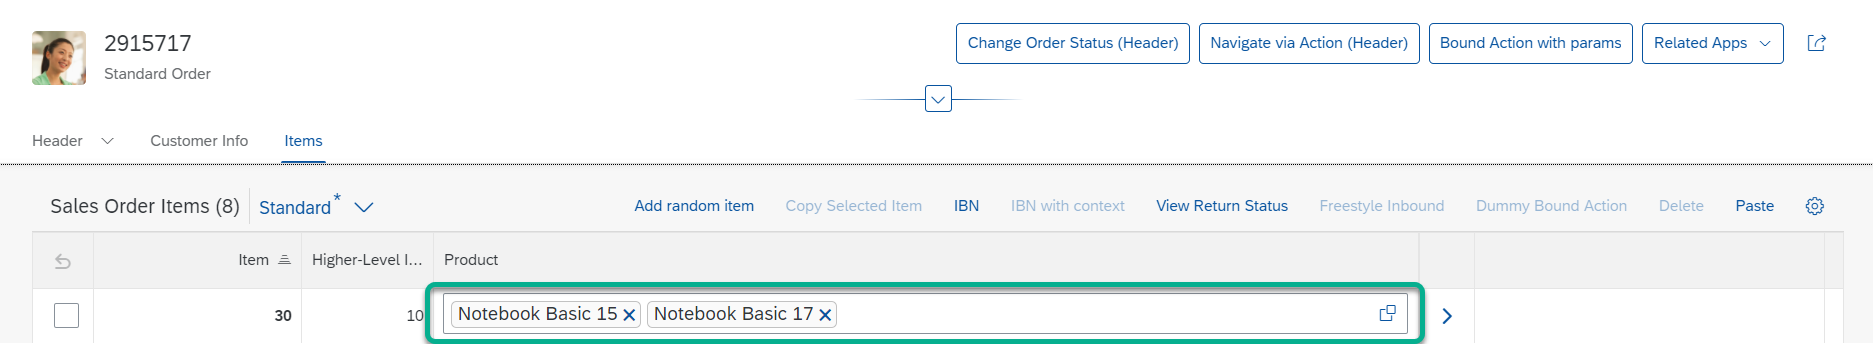 2915717
Standard Order
Change Order Status (Header) Navigate via Action (Header) Bound Action with params Related Apps
Header Customer Info Items
Sales Order Items (8) Standard* Add random item Copy Selected Item IBN IBN with context View Return Status Freestyle Inbound Dummy Bound Action Delete Paste
Item Higher-Level I... Product
30 10 Notebook Basic 15 Notebook Basic 17